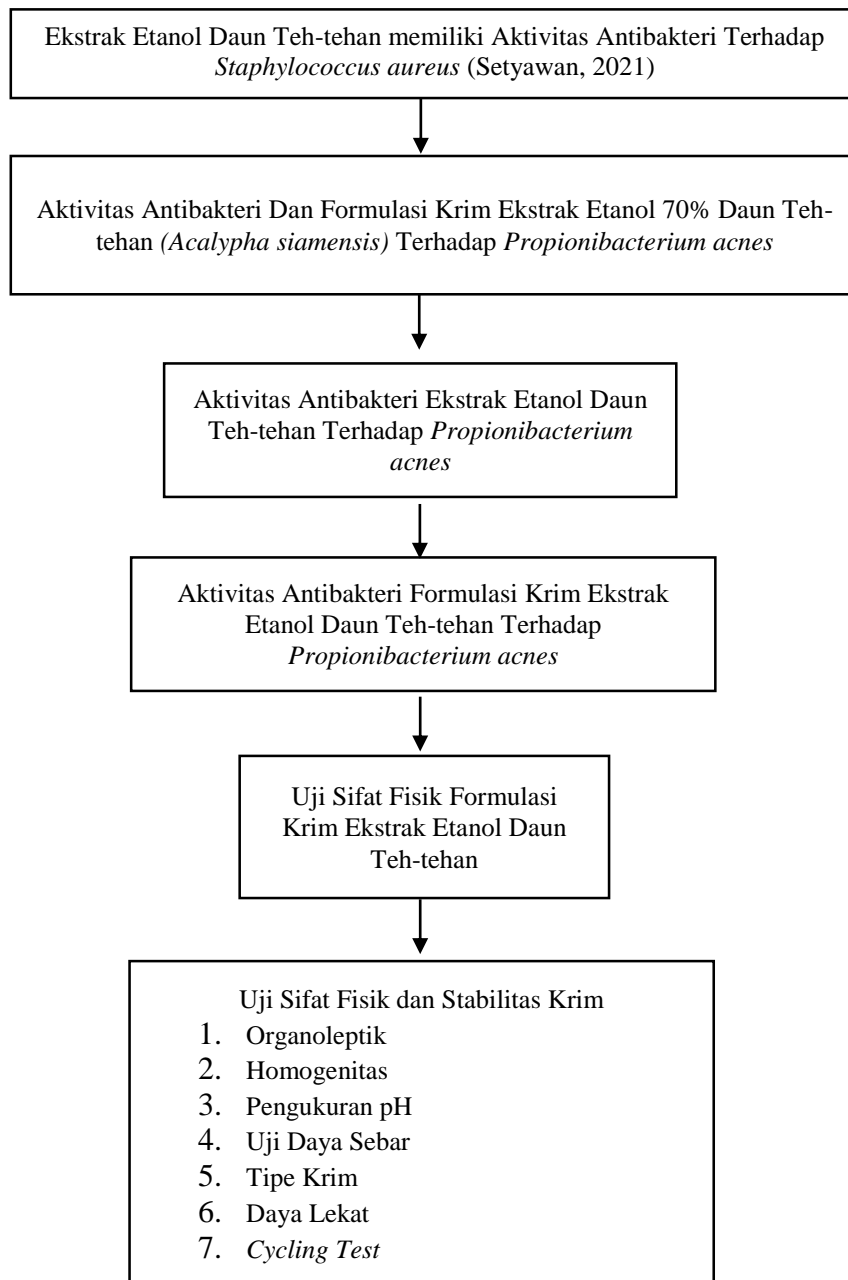 Ekstrak Etanol Daun Teh-tehan memiliki Aktivitas Antibakteri Terhadap
Staphylococcus aureus (Setyawan, 2021)
Aktivitas Antibakteri Dan Formulasi Krim Ekstrak Etanol 70% Daun Teh-
tehan (Acalypha siamensis) Terhadap Propionibacterium acnes
Aktivitas Antibakteri Ekstrak Etanol Daun
Teh-tehan Terhadap Propionibacterium
acnes
Aktivitas Antibakteri Formulasi Krim Ekstrak
Etanol Daun Teh-tehan Terhadap
Propionibacterium acnes
Uji Sifat Fisik Formulasi
Krim Ekstrak Etanol Daun
Teh-tehan
Uji Sifat Fisik dan Stabilitas Krim
1. Organoleptik
2. Homogenitas
3. Pengukuran pH
4. Uji Daya Sebar
5. Tipe Krim
6. Daya Lekat
7. Cycling Test